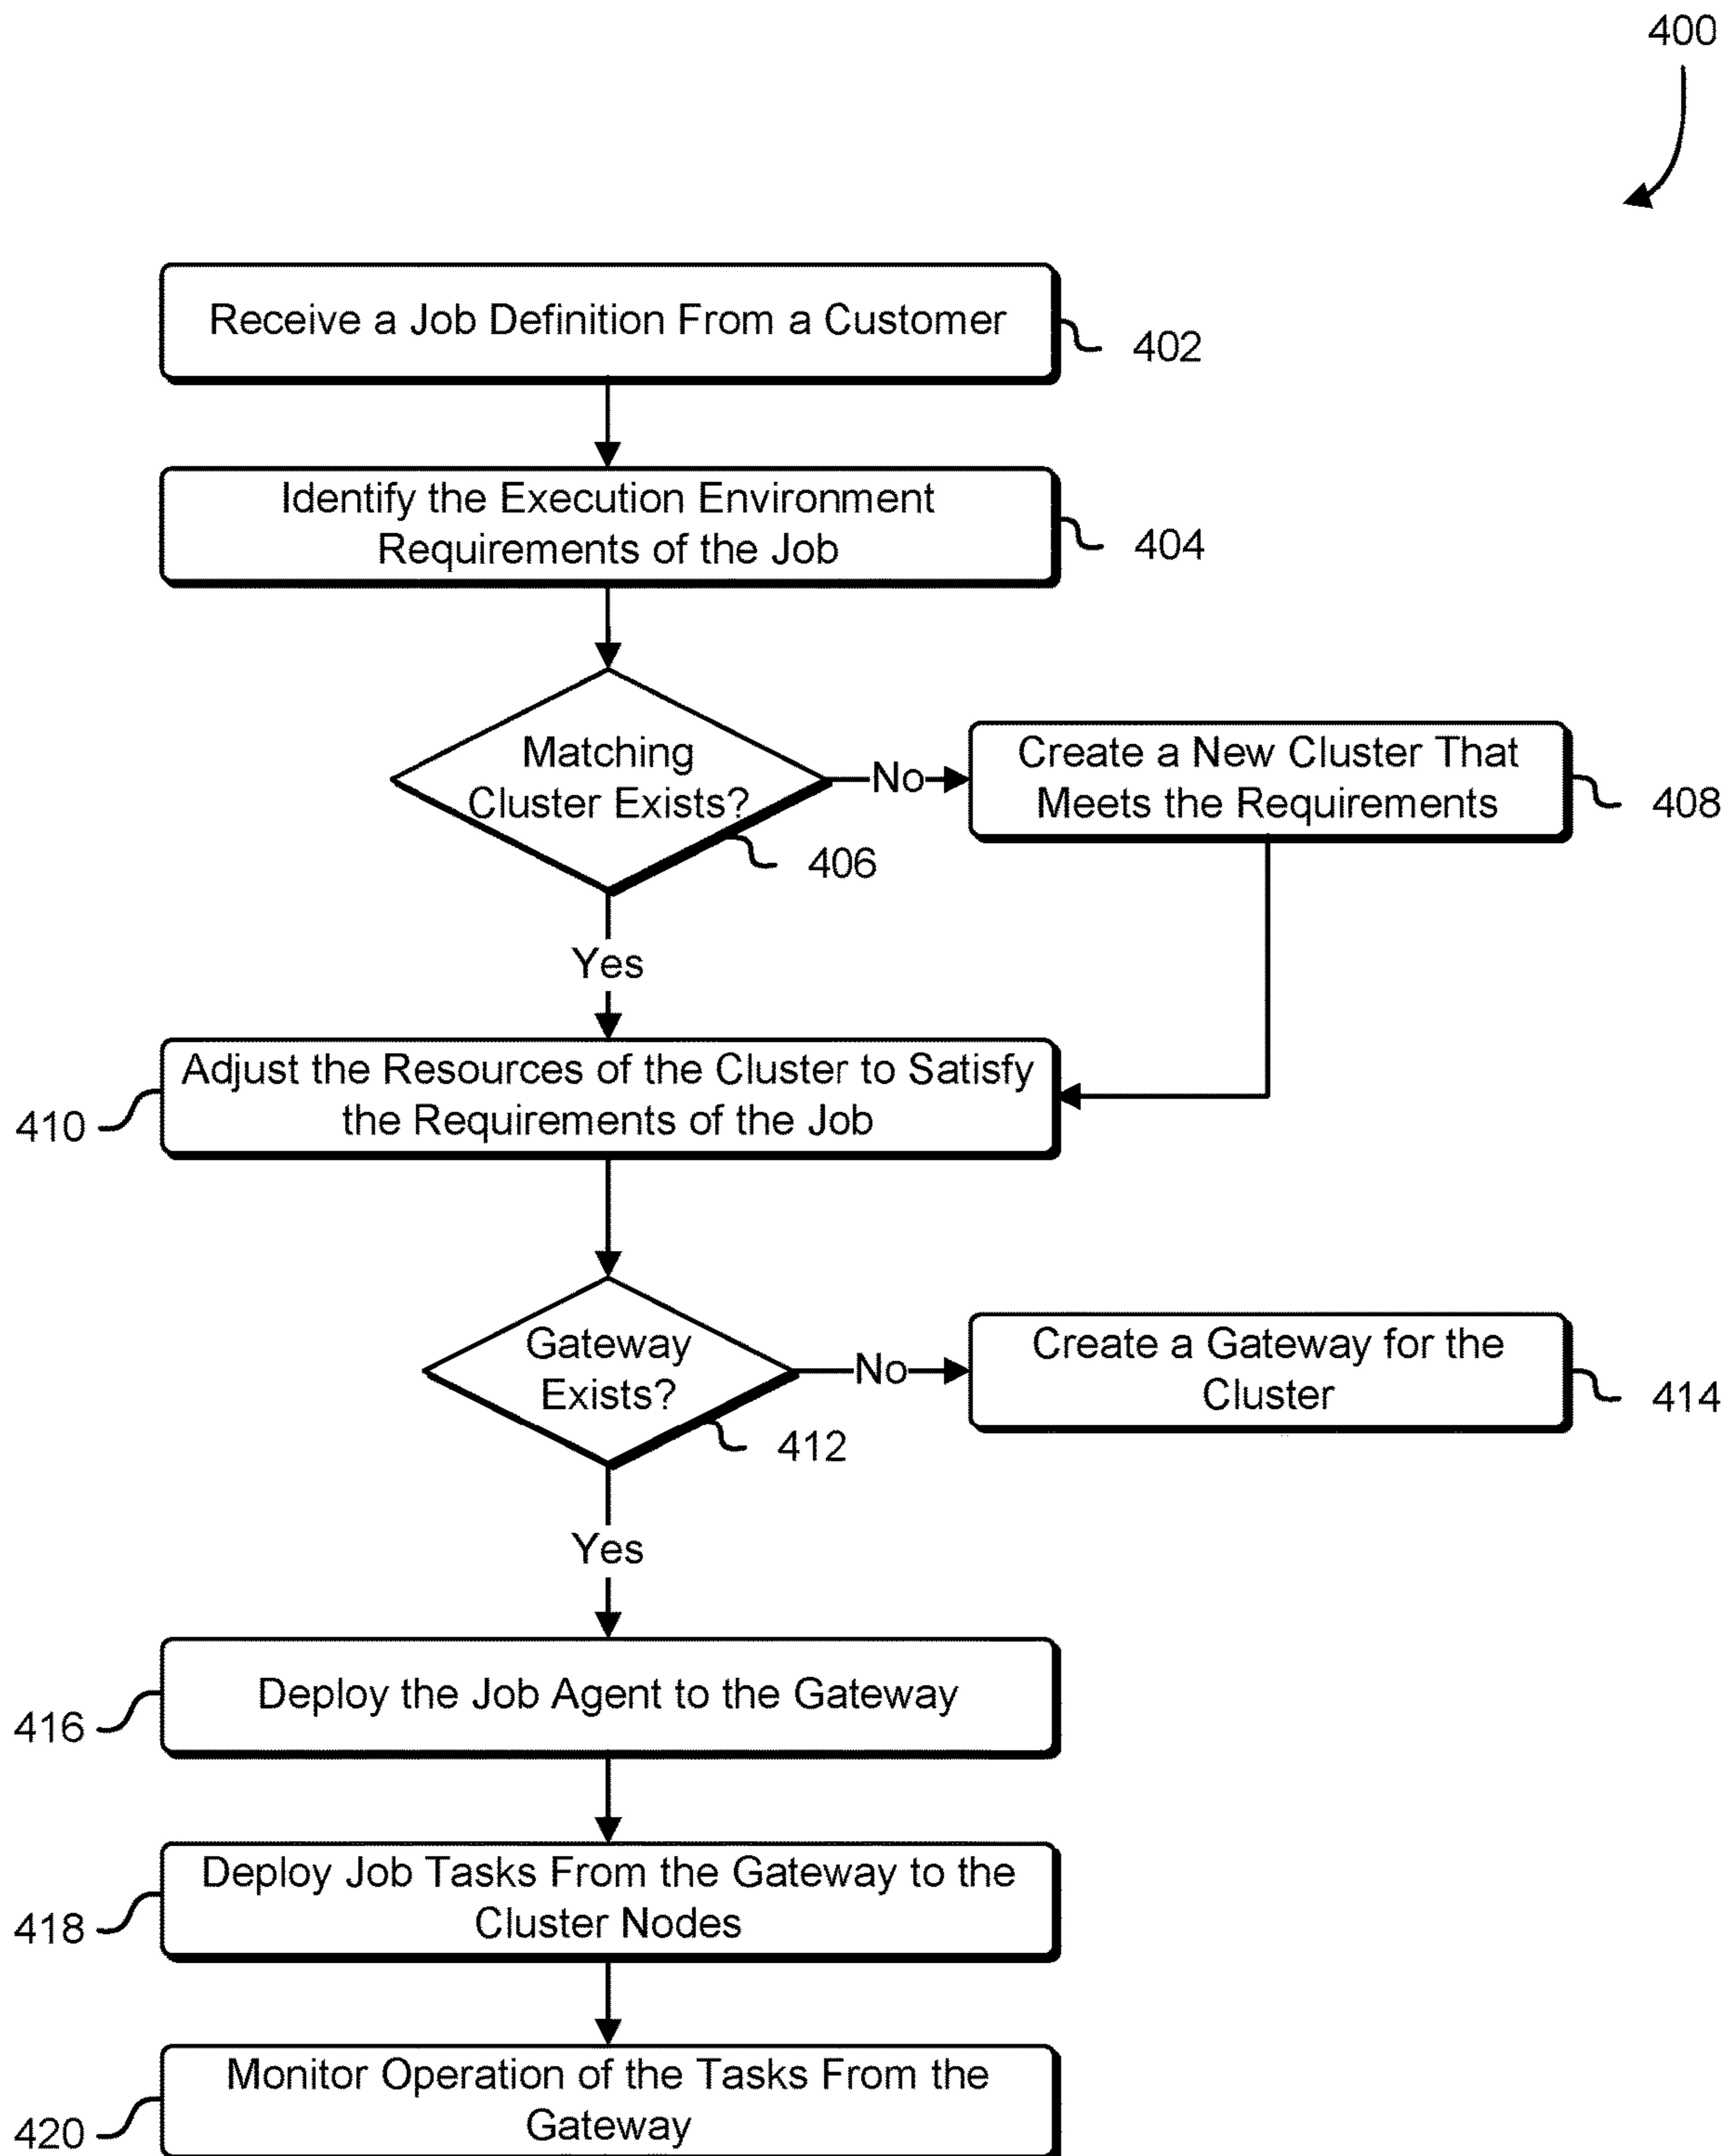 400
Receive a Job Definition From a Customer
402
Identify the Execution Environment
Requirements of the Job
404
Matching
Cluster Exists?
406
No
Create a New Cluster That
Meets the Requirements
408
Yes
Adjust the Resources of the Cluster to Satisfy
the Requirements of the Job
410
Gateway
Exists?
412
No
Create a Gateway for the
Cluster
414
Yes
Deploy the Job Agent to the Gateway
416
Deploy Job Tasks From the Gateway to the
Cluster Nodes
418
Monitor Operation of the Tasks From the
Gateway
420